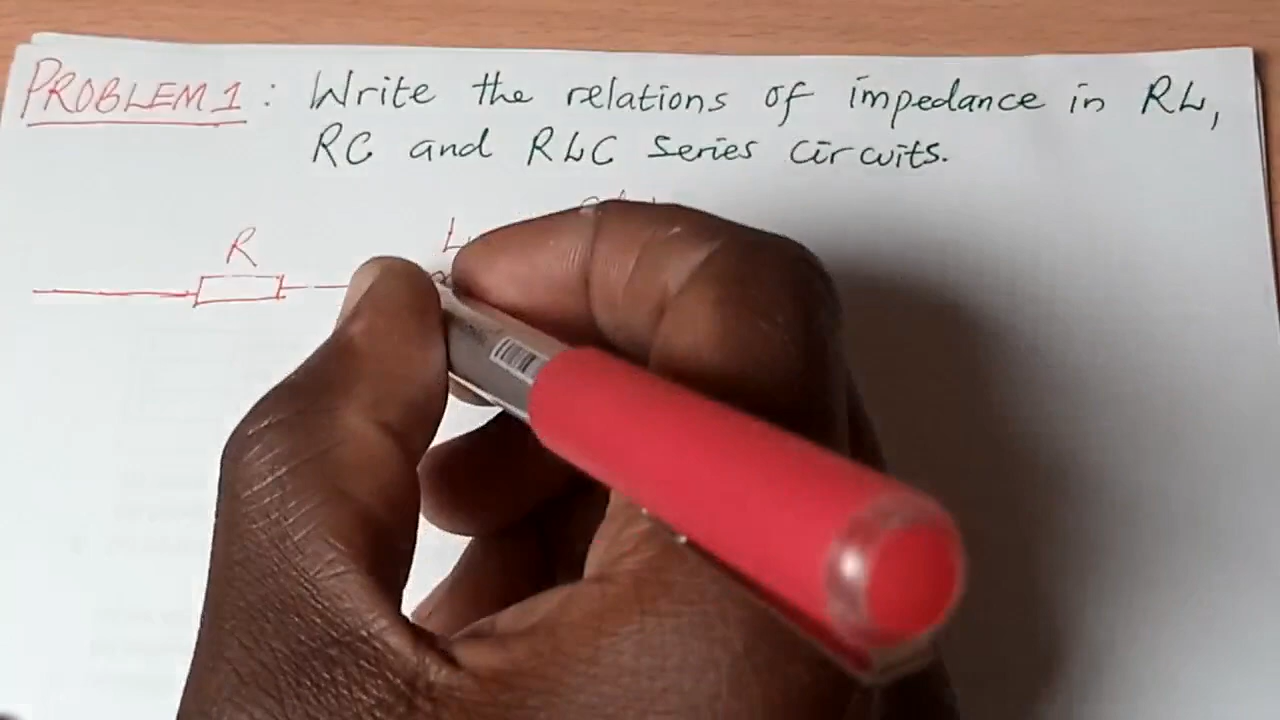 PROBLEM 1 : Write the relations of impedance in RL,
RC and RLC series circuits.
R
L